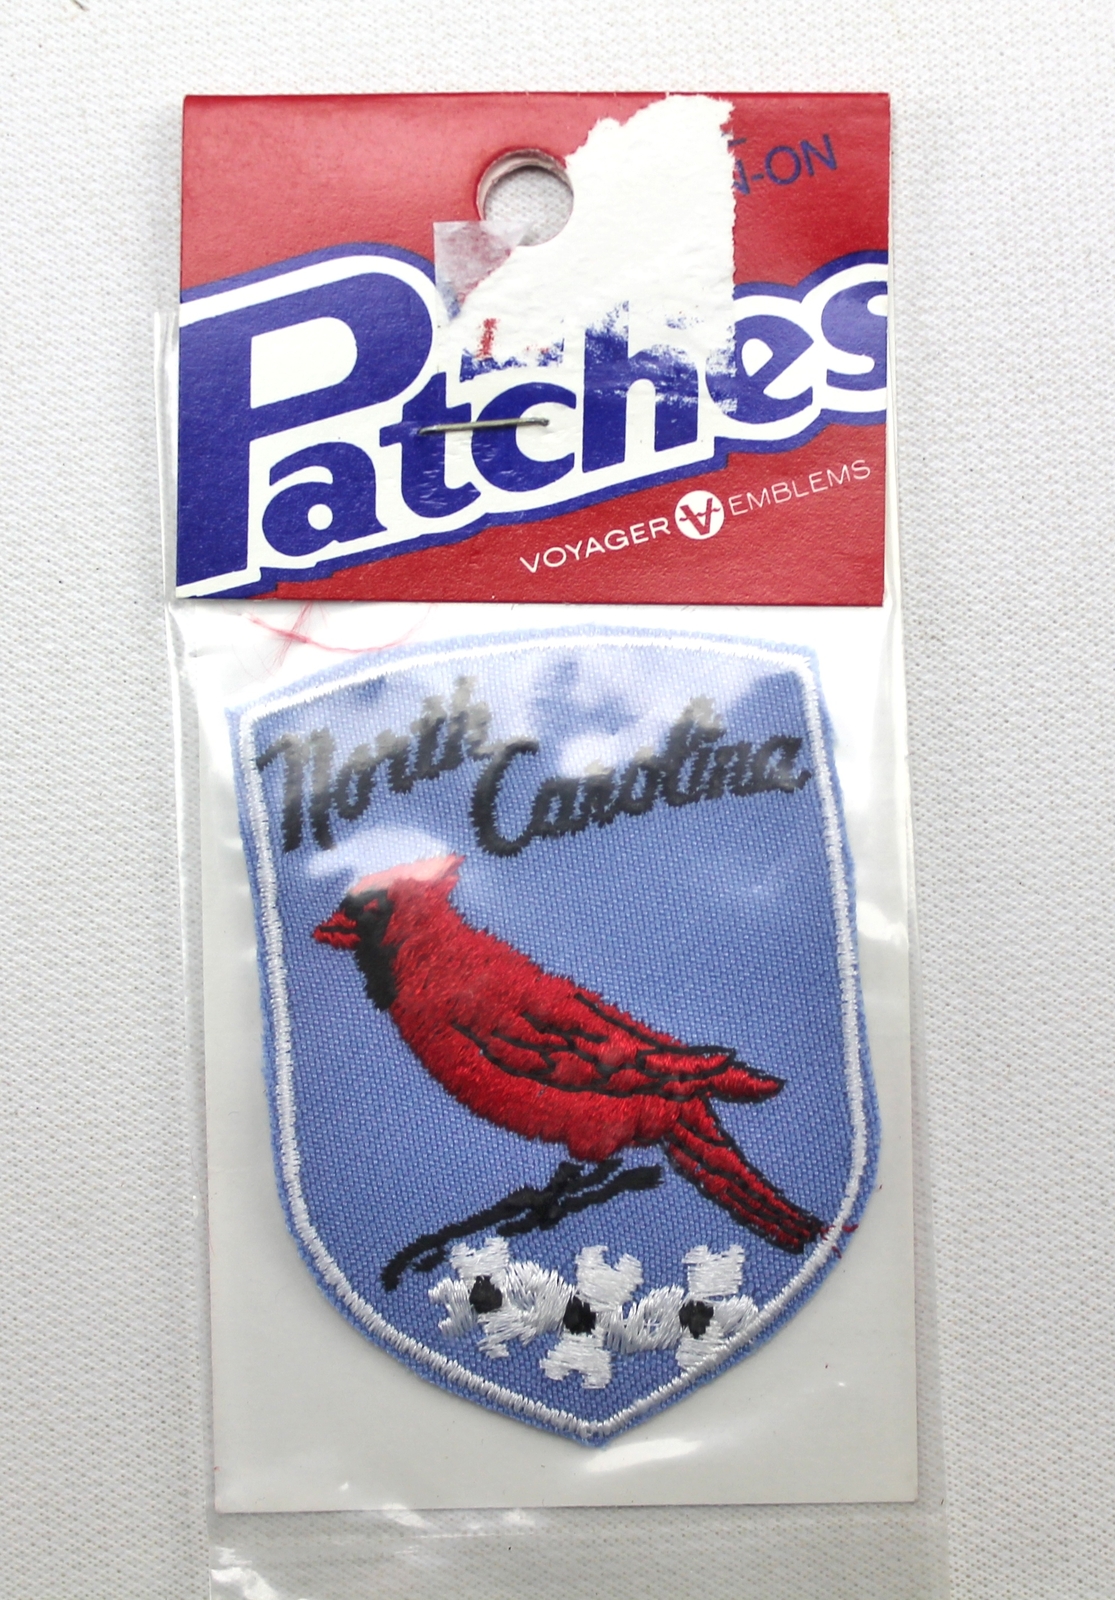 -ON
Patches
VOYAGER EMBLEMS
North Carolina